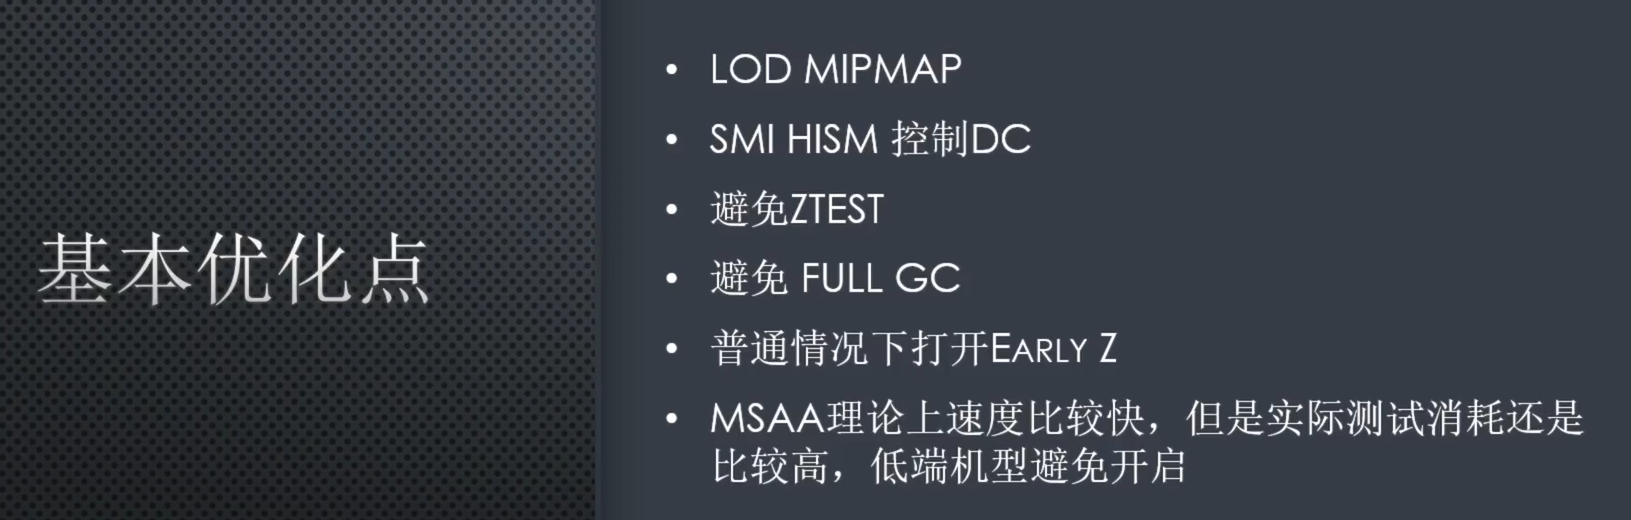 基本优化点
• LOD MIPMAP
• SMI HISM 控制DC
• 避免ZTEST
• 避免 FULL GC
• 普通情况下打开EARLY Z
• MSAA理论上速度比较快，但是实际测试消耗还是
比较高，低端机型避免开启